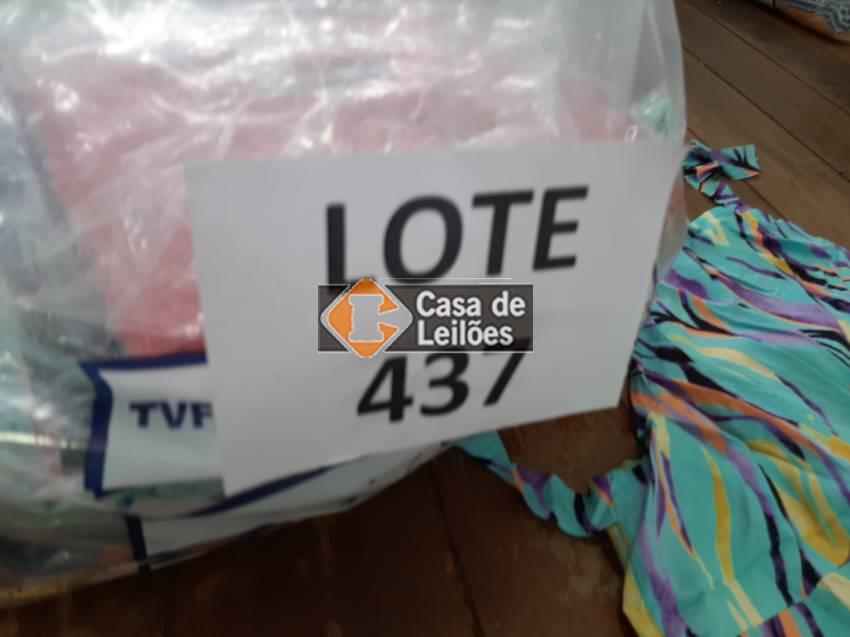 LOTE
Casa de
Leilões
437
TVF